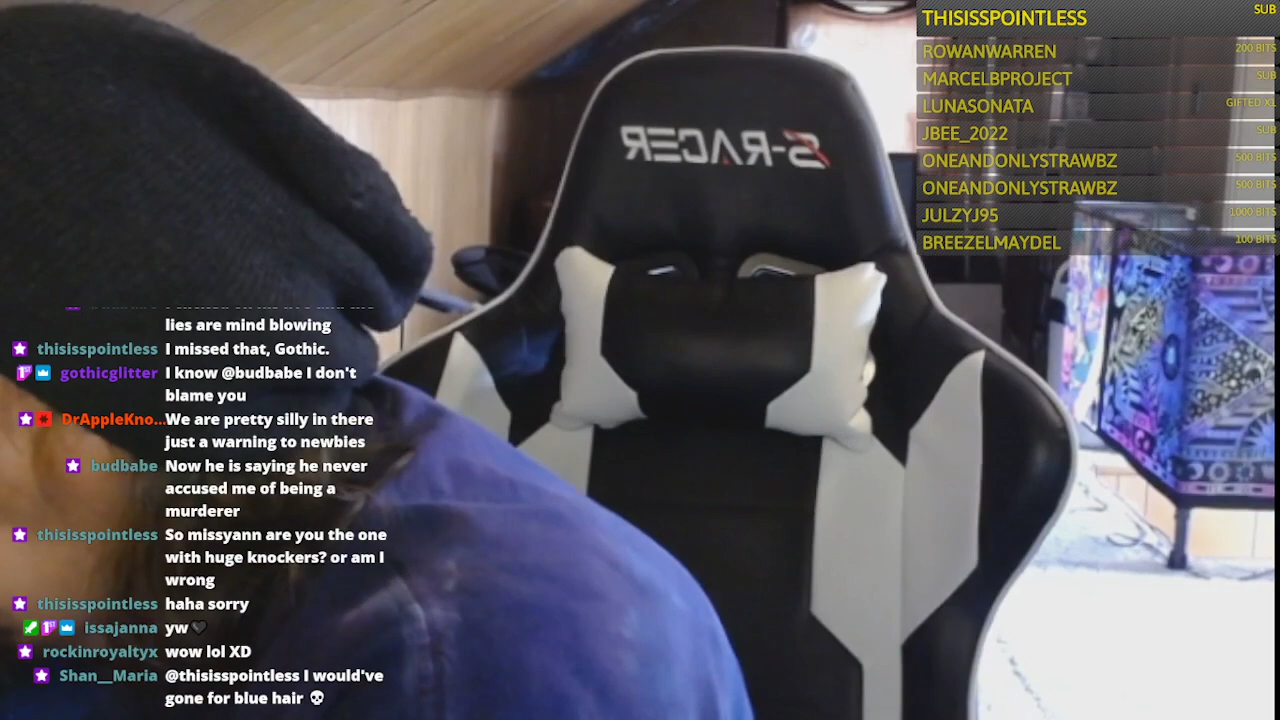 THISISSPOINTLESS SUB
ROWANWARREN 200 BITS
MARCELBPROJECT SUB
LUNASONATA GIFTED X1
JBEE_2022 SUB
ONEANDONLYSTRAWBZ 500 BITS
ONEANDONLYSTRAWBZ 500 BITS
JULZYJ95 1000 BITS
BREEZELMAYDEL 100 BITS
S-RACER
lies are mind blowing
thisisspointless I missed that, Gothic.
gothicglitter I know @budbabe I don't
blame you
DrAppleKno... We are pretty silly in there
just a warning to newbies
budbabe Now he is saying he never
accused me of being a
murderer
thisisspointless So missyann are you the one
with huge knockers? or am I
wrong
thisisspointless haha sorry
issajanna yw🖤
rockinroyaltyx wow lol XD
Shan__Maria @thisisspointless I would've
gone for blue hair 💀